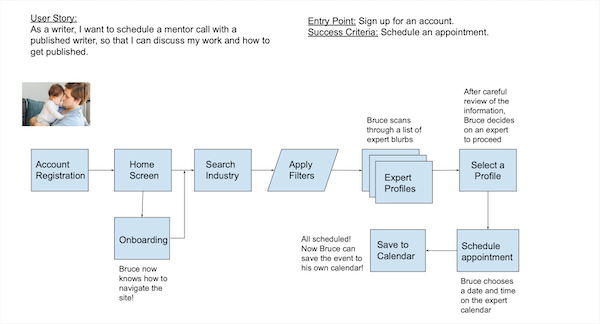 User Story:
As a writer, I want to schedule a mentor call with a
published writer, so that I can discuss my work and how to
get published.
Entry Point: Sign up for an account.
Success Criteria: Schedule an appointment.
After careful
review of the
information,
Bruce decides
on an expert
to proceed
Bruce scans
through a list of
expert blurbs
Account
Registration
Home
Screen
Search
Industry
Apply
Filters
Expert
Profiles
Select a
Profile
Onboarding
Bruce now
knows how to
navigate the
site!
All scheduled!
Now Bruce can
save the event to
his own calendar!
Save to
Calendar
Schedule
appointment
Bruce chooses
a date and time
on the expert
calendar